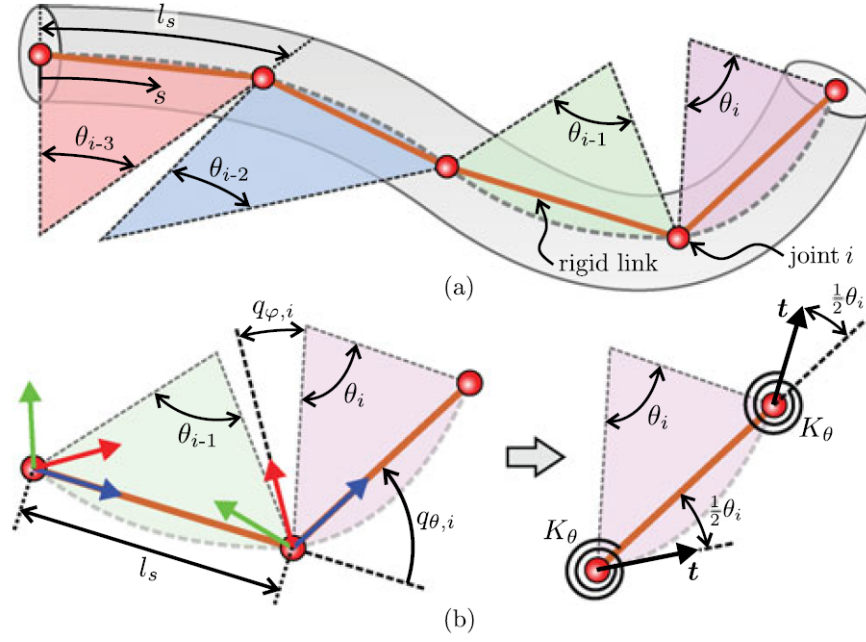 l_s
s
θ_{i-3}
θ_{i-2}
θ_{i-1}
θ_i
rigid link
joint i
(a)
q_{φ,i}
θ_i
θ_{i-1}
q_{θ,i}
l_s
t
½θ_i
θ_i
K_θ
K_θ
½θ_i
t
(b)